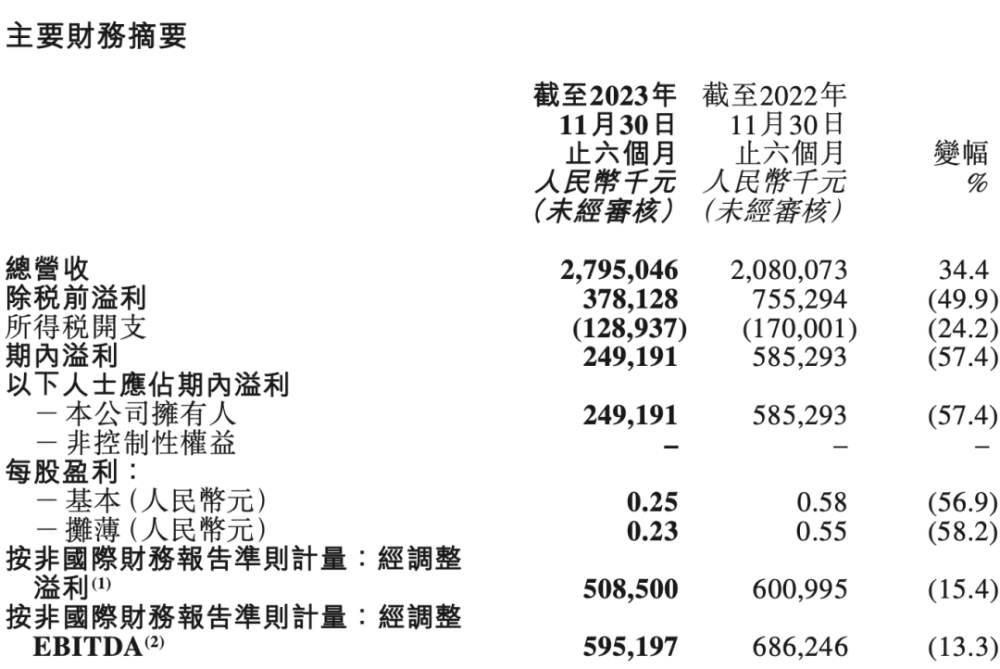 主要財務摘要
截至2023年 截至2022年
11月30日 11月30日
止六個月 止六個月 變幅
人民幣千元 人民幣千元 %
(未經審核) (未經審核)
總營收 2,795,046 2,080,073 34.4
除税前溢利 378,128 755,294 (49.9)
所得税開支 (128,937) (170,001) (24.2)
期內溢利 249,191 585,293 (57.4)
以下人士應佔期內溢利
－本公司擁有人 249,191 585,293 (57.4)
－非控制性權益 – – –
每股盈利：
－基本(人民幣元) 0.25 0.58 (56.9)
－攤薄(人民幣元) 0.23 0.55 (58.2)
按非國際財務報告準則計量：經調整
溢利(1) 508,500 600,995 (15.4)
按非國際財務報告準則計量：經調整
EBITDA(2) 595,197 686,246 (13.3)